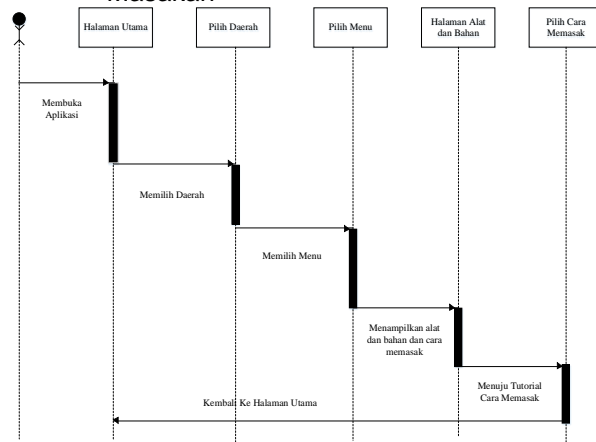 Halaman Utama
Pilih Daerah
Pilih Menu
Halaman Alat
dan Bahan
Pilih Cara
Memasak
Membuka
Aplikasi
Memilih Daerah
Memilih Menu
Menampilkan alat
dan bahan dan cara
memasak
Menuju Tutorial
Cara Memasak
Kembali Ke Halaman Utama